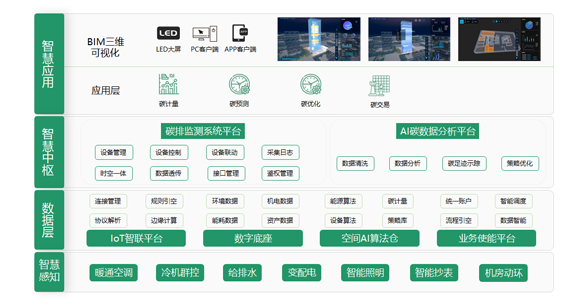 智慧应用
BIM三维
可视化
LED
LED大屏
PC客户端
APP
APP客户端
应用层
碳计量
碳预测
碳优化
碳交易
智慧中枢
碳排监测系统平台
AI碳数据分析平台
设备管理
设备控制
设备联动
采集日志
时空一体
数据透传
接口管理
鉴权管理
数据清洗
数据分析
碳足迹示除
策略优化
数据层
连接管理
规则引空
环境数据
机电数据
能源算法
碳计量
统一账户
智能调度
协议解析
边缘计算
能耗数据
资产数据
设备算法
策略库
流程引空
数据智能
IoT智联平台
数字底座
空间AI算法仓
业务使能平台
智慧感知
暖通空调
冷机群控
给排水
变配电
智能照明
智能抄表
机房动环